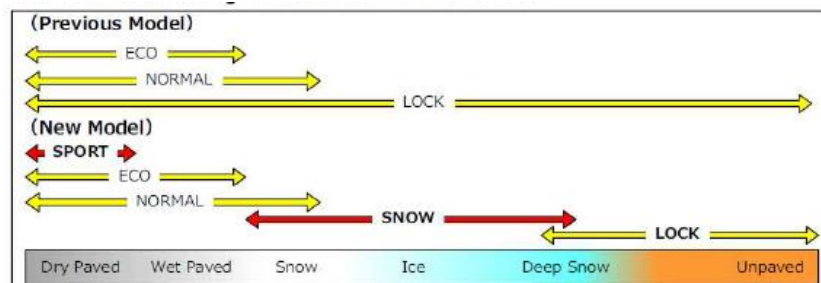 (Previous Model)
ECO
NORMAL
LOCK
(New Model)
SPORT
ECO
NORMAL
SNOW
LOCK
Dry Paved Wet Paved Snow Ice Deep Snow Unpaved